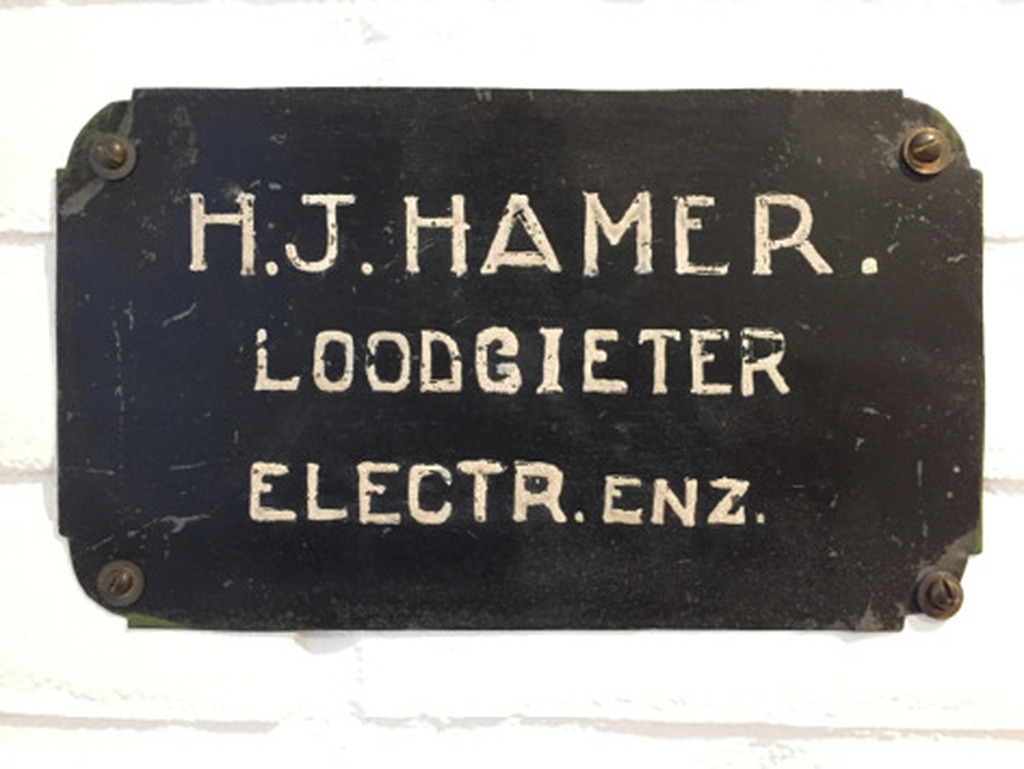 H.J. HAMER.
LOODGIETER
ELECTR. ENZ.